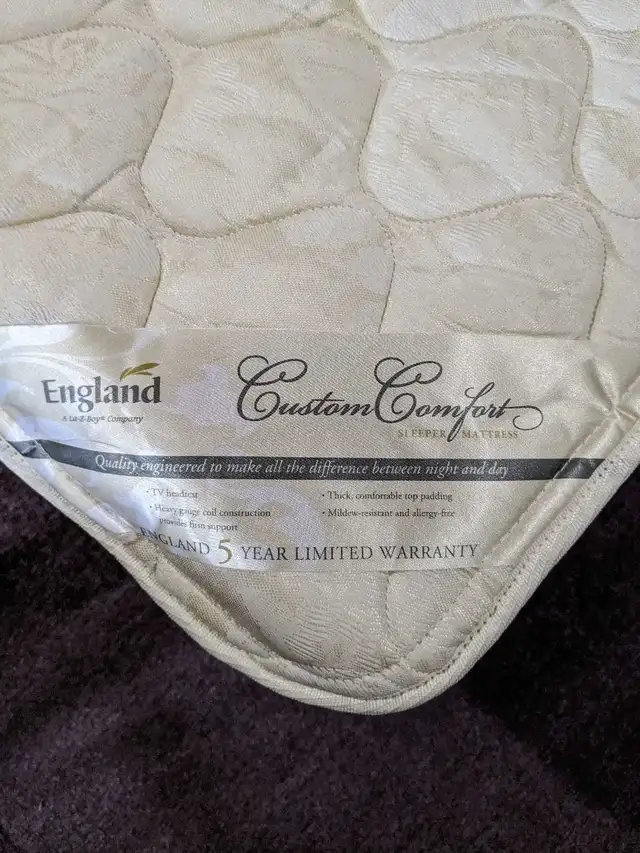 England
A La-Z-Boy® Company
Custom Comfort
SLEEPER MATTRESS
Quality engineered to make all the difference between night and day
• TV headrest
• Heavy gauge coil construction
provides firm support
• Thick, comfortable top padding
• Mildew-resistant and allergy-free
ENGLAND 5 YEAR LIMITED WARRANTY